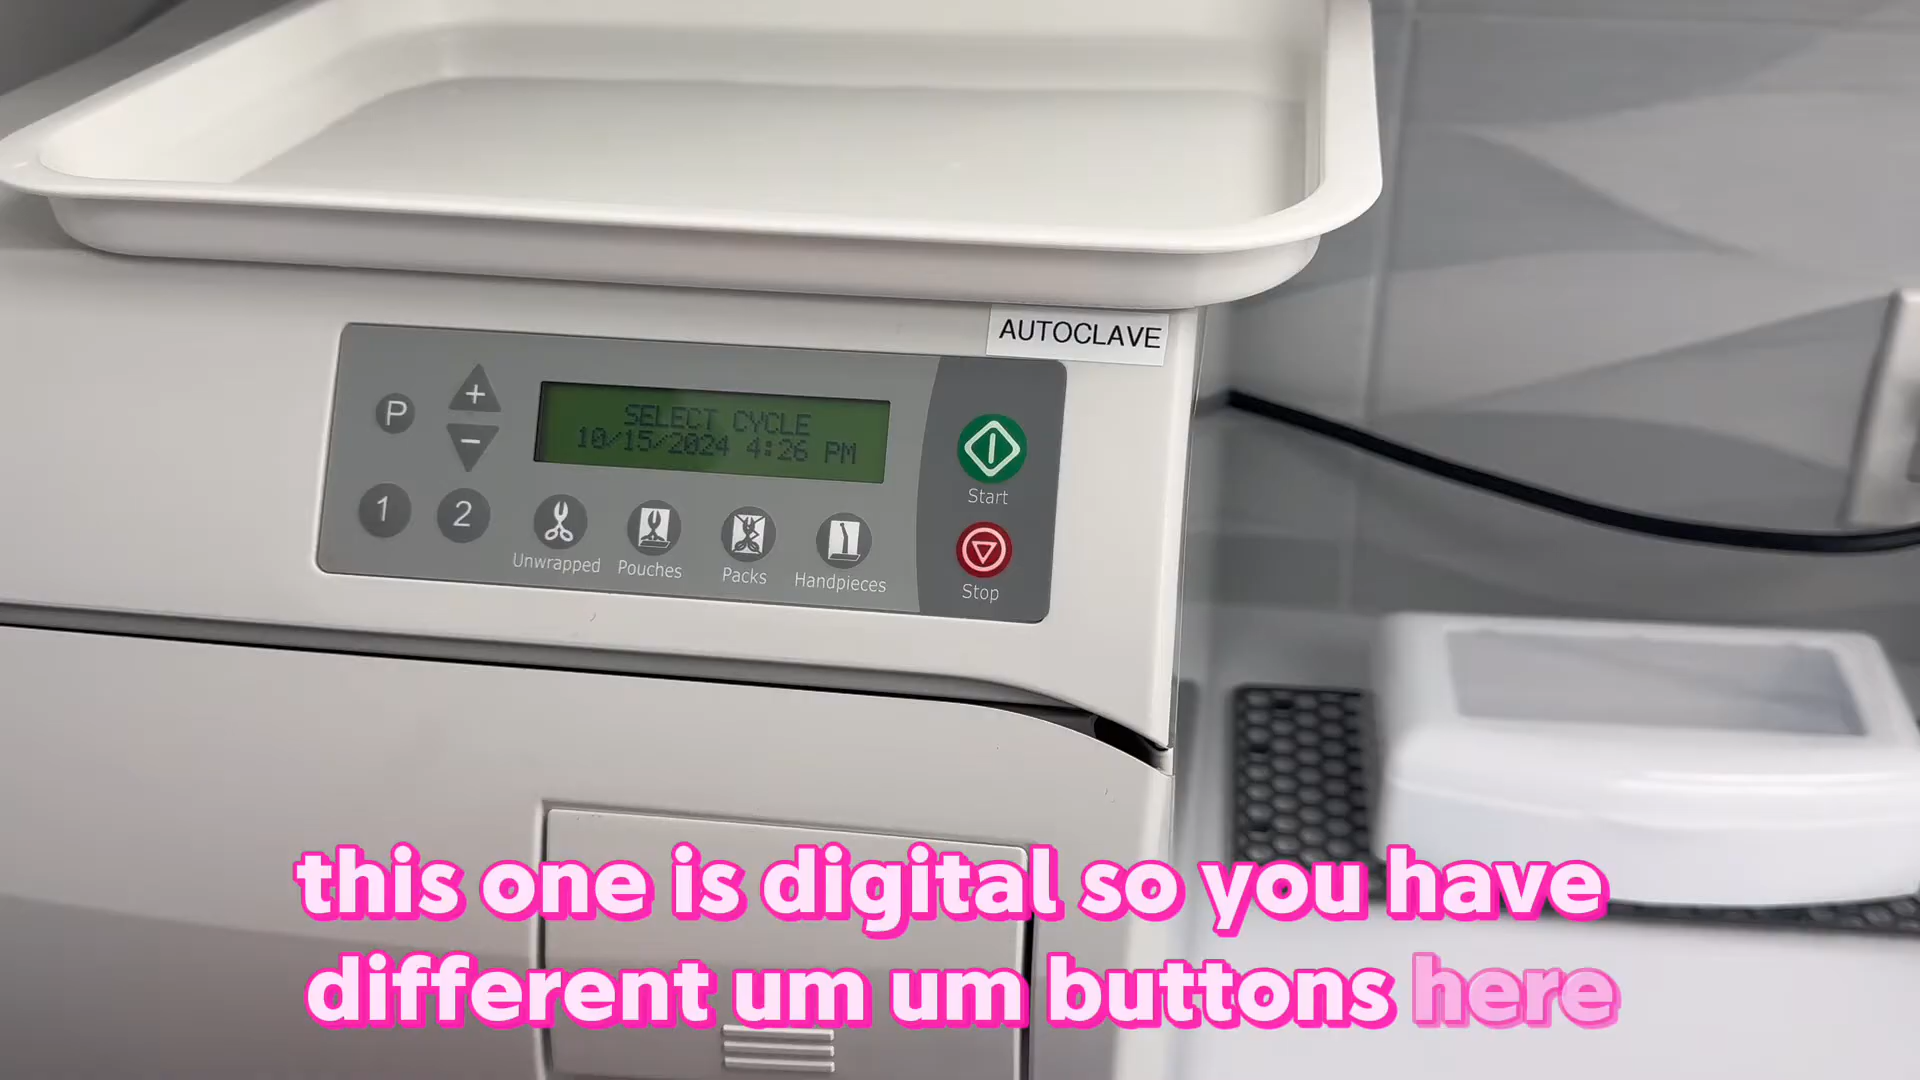 AUTOCLAVE
P
+
-
SELECT CYCLE
10/15/2024 4:26 PM
Start
1
2
Unwrapped
Pouches
Packs
Handpieces
Stop
this one is digital so you have
different um um buttons here